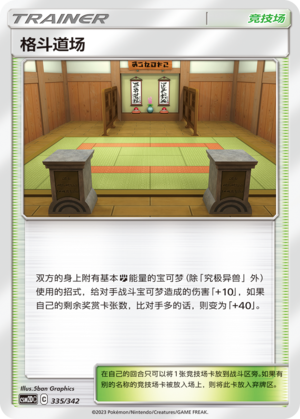 TRAINER
竞技场
格斗道场
双方的身上附有基本能量的宝可梦（除「究极异兽」外）
使用的招式，给对手战斗宝可梦造成的伤害「+10」，如果
自己的剩余奖赏卡张数，比对手多的话，则变为「+40」。
Illus.5ban Graphics
在自己的回合只可以将1张竞技场卡放到战斗区旁。如果有
别的名称的竞技场卡被放入场上，则将此卡放入弃牌区。
CSM2DC C 335/342
©2023 Pokémon/Nintendo/Creatures/GAME FREAK.